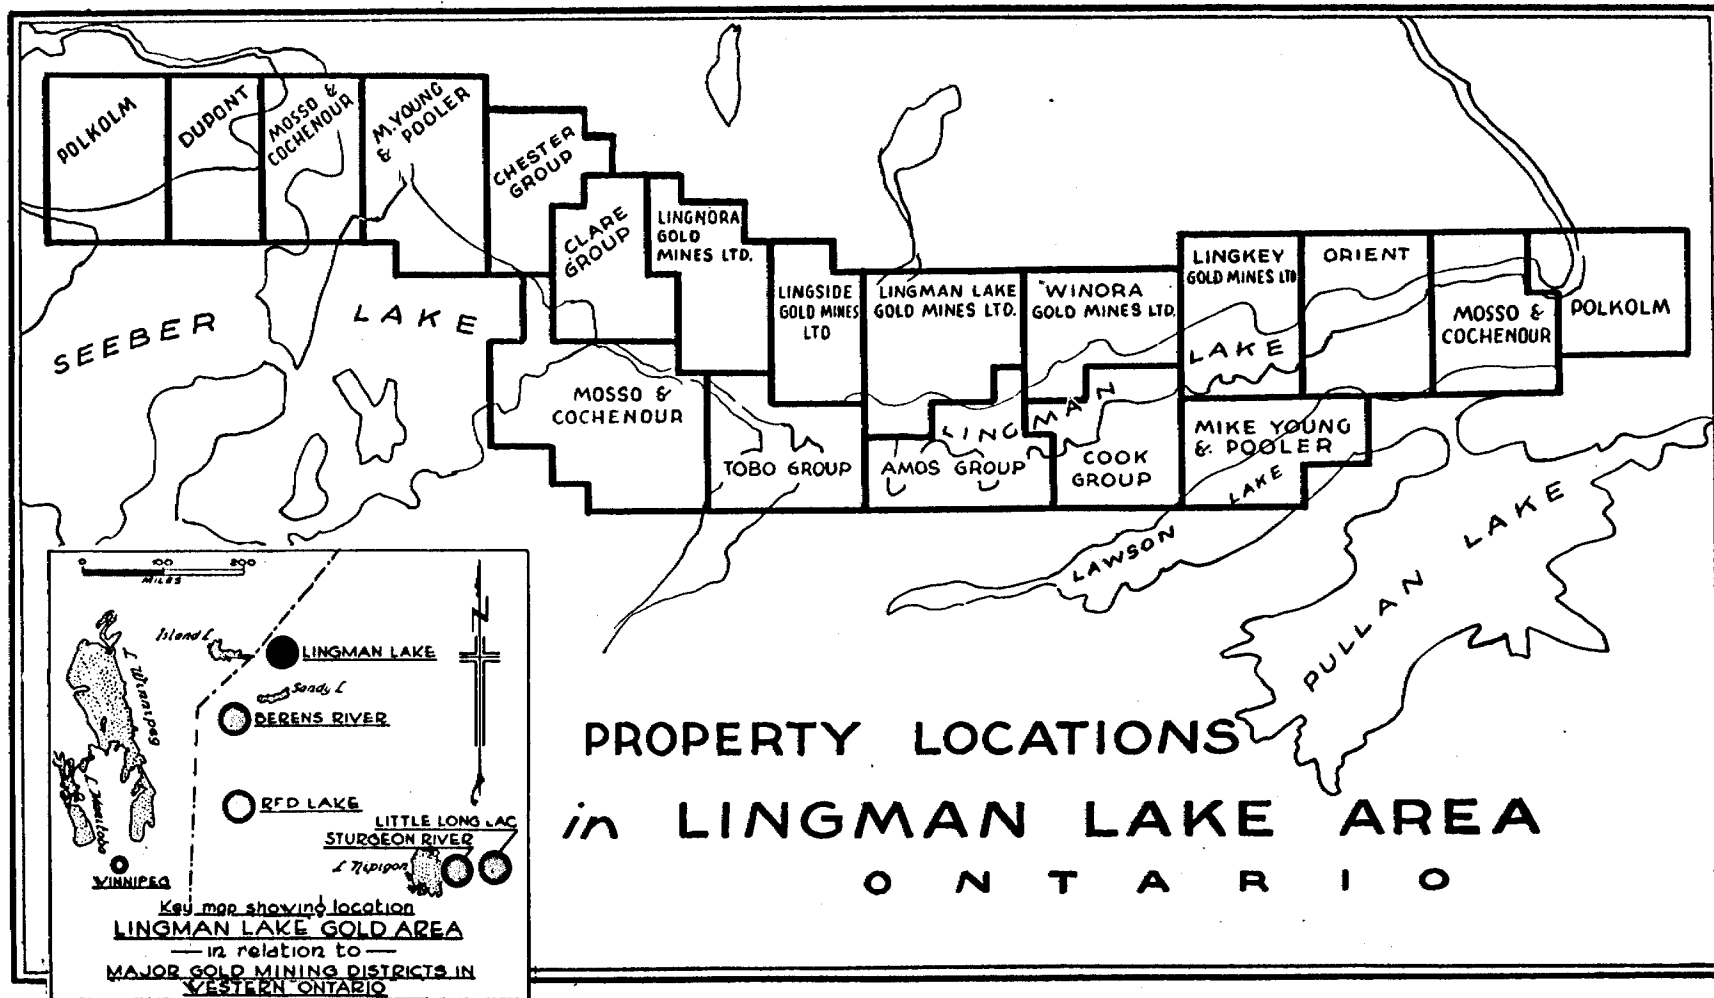 POLKOLM
DUPONT
MOSSO &
COCHENOUR
M. YOUNG
& POOLER
CHESTER
GROUP
CLARE
GROUP
LINGNORA
GOLD
MINES LTD.
LINGSIDE
GOLD MINES
LTD
LINGMAN LAKE
GOLD MINES LTD.
WINORA
GOLD MINES LTD.
LINGKEY
GOLD MINES LTD
ORIENT
MOSSO &
COCHENOUR
POLKOLM
SEEBER LAKE
MOSSO &
COCHENOUR
TOBO GROUP
AMOS GROUP
LINGMAN LAKE
COOK
GROUP
MIKE YOUNG
& POOLER
LAWSON LAKE
PULLAN LAKE
PROPERTY LOCATIONS
in LINGMAN LAKE AREA
ONTARIO
0 100 200
MILES
N
Island L
LINGMAN LAKE
L Winnipeg
Sandy L
BERENS RIVER
L Manitoba
RED LAKE
LITTLE LONG LAC
STURGEON RIVER
L Nipigon
WINNIPEG
Key map showing location
LINGMAN LAKE GOLD AREA
— in relation to —
MAJOR GOLD MINING DISTRICTS IN
WESTERN ONTARIO